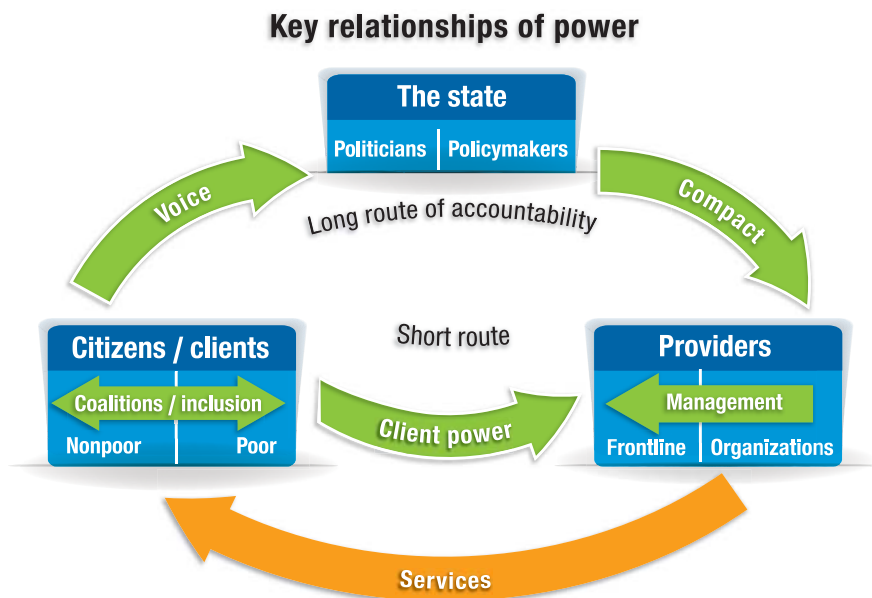 Key relationships of power
The state
Politicians
Policymakers
Voice
Compact
Long route of accountability
Citizens / clients
Coalitions / inclusion
Nonpoor
Poor
Short route
Client power
Providers
Management
Frontline
Organizations
Services